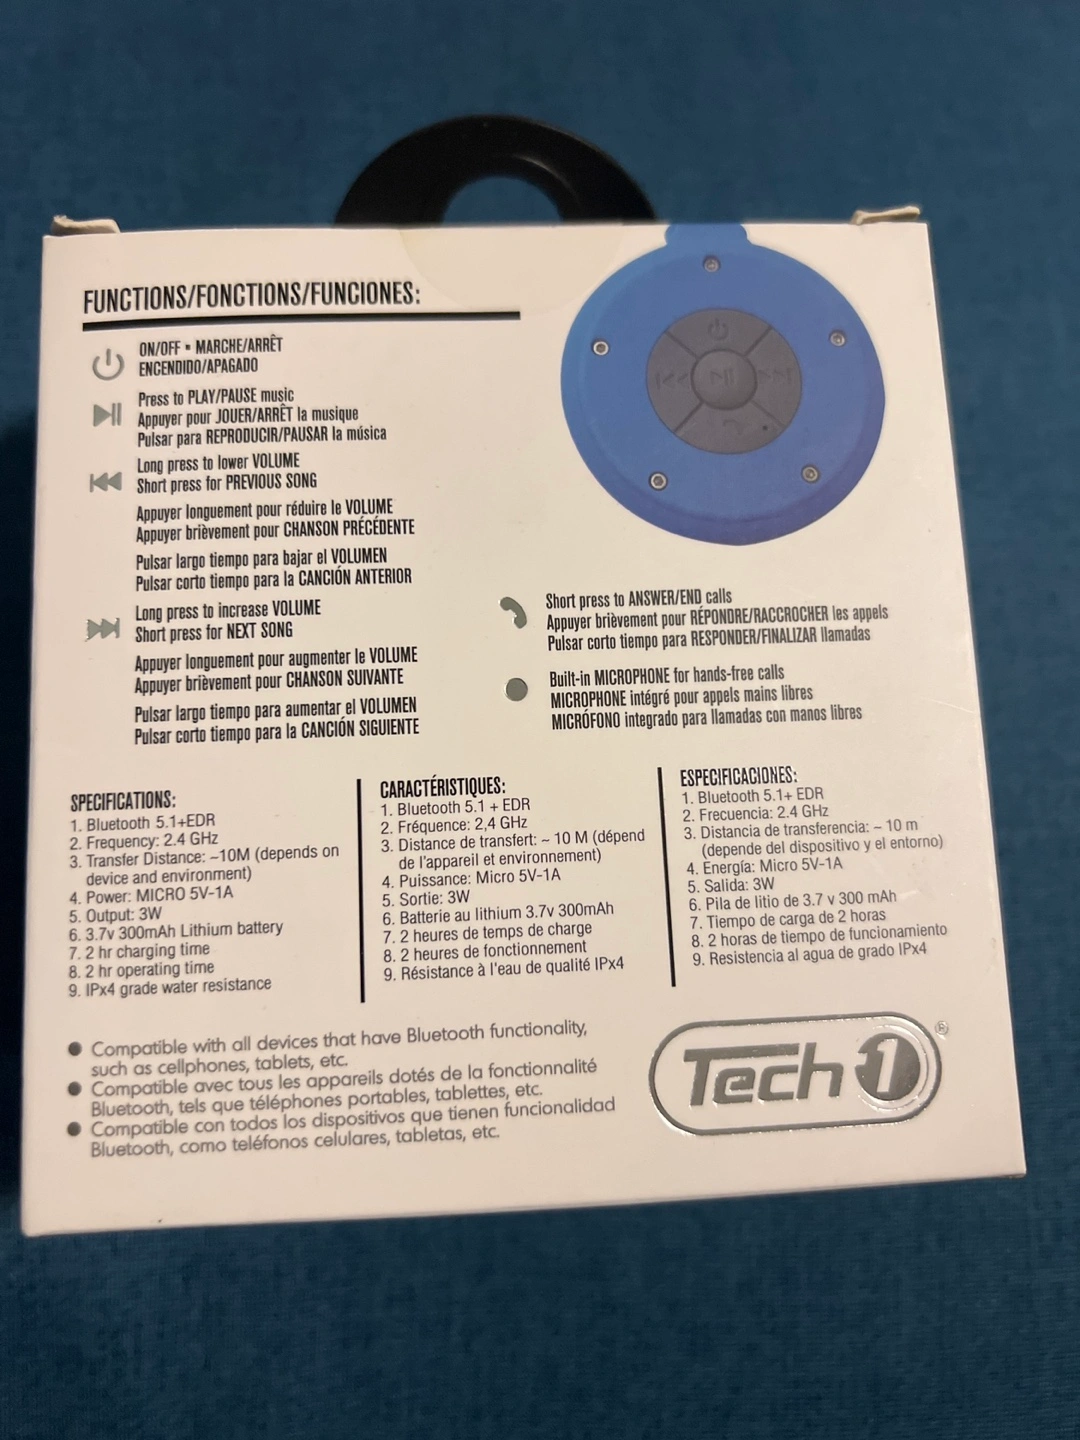 FUNCTIONS/FONCTIONS/FUNCIONES:
ON/OFF ▪ MARCHE/ARRÊT
ENCENDIDO/APAGADO
Press to PLAY/PAUSE music
Appuyer pour JOUER/ARRÊT la musique
Pulsar para REPRODUCIR/PAUSAR la música
Long press to lower VOLUME
Short press for PREVIOUS SONG
Appuyer longuement pour réduire le VOLUME
Appuyer brièvement pour CHANSON PRÉCÉDENTE
Pulsar largo tiempo para bajar el VOLUMEN
Pulsar corto tiempo para la CANCIÓN ANTERIOR
Long press to increase VOLUME
Short press for NEXT SONG
Appuyer longuement pour augmenter le VOLUME
Appuyer brièvement pour CHANSON SUIVANTE
Pulsar largo tiempo para aumentar el VOLUMEN
Pulsar corto tiempo para la CANCIÓN SIGUIENTE
Short press to ANSWER/END calls
Appuyer brièvement pour RÉPONDRE/RACCROCHER les appels
Pulsar corto tiempo para RESPONDER/FINALIZAR llamadas
Built-in MICROPHONE for hands-free calls
MICROPHONE intégré pour appels mains libres
MICRÓFONO integrado para llamadas con manos libres
SPECIFICATIONS:
1. Bluetooth 5.1+EDR
2. Frequency: 2.4 GHz
3. Transfer Distance: ~10M (depends on
device and environment)
4. Power: MICRO 5V-1A
5. Output: 3W
6. 3.7v 300mAh Lithium battery
7. 2 hr charging time
8. 2 hr operating time
9. IPx4 grade water resistance
CARACTÉRISTIQUES:
1. Bluetooth 5.1 + EDR
2. Fréquence: 2,4 GHz
3. Distance de transfert: ~ 10 M (dépend
de l'appareil et environnement)
4. Puissance: Micro 5V-1A
5. Sortie: 3W
6. Batterie au lithium 3.7v 300mAh
7. 2 heures de temps de charge
8. 2 heures de fonctionnement
9. Résistance à l'eau de qualité IPx4
ESPECIFICACIONES:
1. Bluetooth 5.1+ EDR
2. Frecuencia: 2.4 GHz
3. Distancia de transferencia: ~ 10 m
(depende del dispositivo y el entorno)
4. Energía: Micro 5V-1A
5. Salida: 3W
6. Pila de litio de 3.7 v 300 mAh
7. Tiempo de carga de 2 horas
8. 2 horas de tiempo de funcionamiento
9. Resistencia al agua de grado IPx4
● Compatible with all devices that have Bluetooth functionality,
such as cellphones, tablets, etc.
● Compatible avec tous les appareils dotés de la fonctionnalité
Bluetooth, tels que téléphones portables, tablettes, etc.
● Compatible con todos los dispositivos que tienen funcionalidad
Bluetooth, como teléfonos celulares, tabletas, etc.
Tech 1 ®